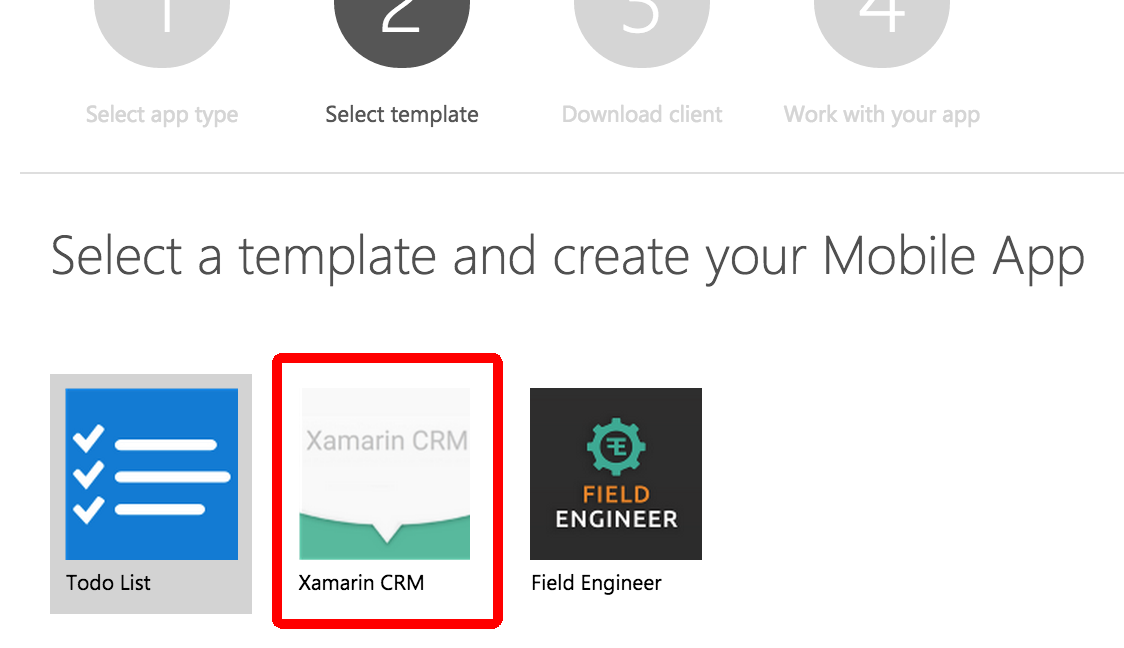 1 2 3 4
Select app type Select template Download client Work with your app
Select a template and create your Mobile App
Xamarin CRM
FIELD
ENGINEER
Todo List Xamarin CRM Field Engineer